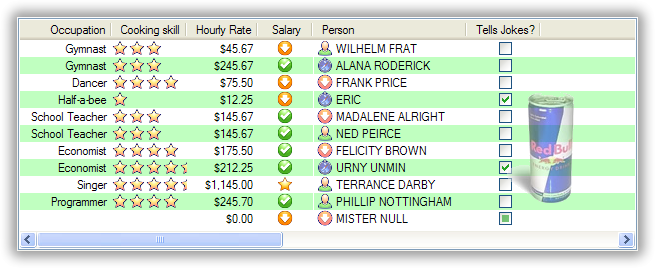 Occupation Cooking skill Hourly Rate Salary Person Tells Jokes?
Gymnast $45.67 WILHELM FRAT
Gymnast $245.67 ALANA RODERICK
Dancer $75.50 FRANK PRICE
Half-a-bee $12.25 ERIC
School Teacher $145.67 MADALENE ALRIGHT
School Teacher $145.67 NED PEIRCE
Economist $175.50 FELICITY BROWN
Economist $212.25 URNY UNMIN
Singer $1,145.00 TERRANCE DARBY
Programmer $245.70 PHILLIP NOTTINGHAM
$0.00 MISTER NULL
Red Bull